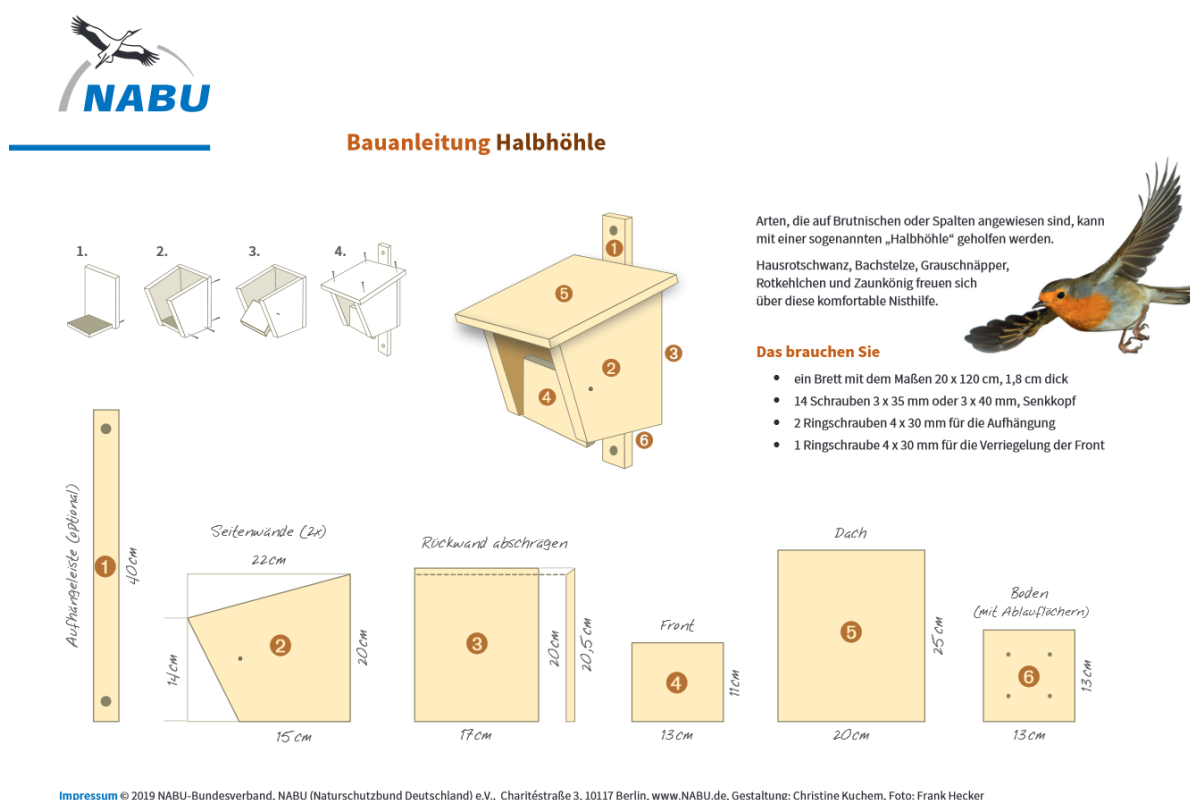 NABU
Bauanleitung Halbhöhle
1.
2.
3.
4.
1
5
2
3
4
6
Arten, die auf Brutnischen oder Spalten angewiesen sind, kann
mit einer sogenannten „Halbhöhle“ geholfen werden.
Hausrotschwanz, Bachstelze, Grauschnäpper,
Rotkehlchen und Zaunkönig freuen sich
über diese komfortable Nisthilfe.
Das brauchen Sie
• ein Brett mit dem Maßen 20 x 120 cm, 1,8 cm dick
• 14 Schrauben 3 x 35 mm oder 3 x 40 mm, Senkkopf
• 2 Ringschrauben 4 x 30 mm für die Aufhängung
• 1 Ringschraube 4 x 30 mm für die Verriegelung der Front
Aufhängeleiste (optional)
1
40cm
Seitenwände (2x)
22cm
2
14cm
20cm
15cm
Rückwand abschrägen
3
20cm
20,5cm
17cm
Front
4
11cm
13cm
Dach
5
25cm
20cm
Boden
(mit Ablauflöchern)
6
13cm
13cm
Impressum © 2019 NABU-Bundesverband, NABU (Naturschutzbund Deutschland) e.V., Charitéstraße 3, 10117 Berlin, www.NABU.de, Gestaltung: Christine Kuchem, Foto: Frank Hecker